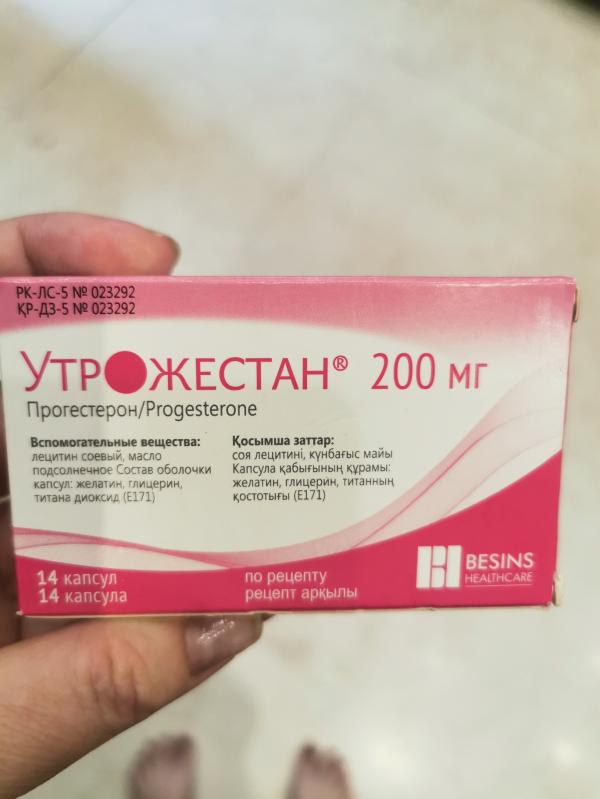 РК-ЛС-5 № 023292
ҚР-ДЗ-5 № 023292
УТРОЖЕСТАН® 200 мг
Прогестерон/Progesterone
Вспомогательные вещества:
лецитин соевый, масло
подсолнечное Состав оболочки
капсул: желатин, глицерин,
титана диоксид (Е171)
Қосымша заттар:
соя лецитині, күнбағыс майы
Капсула қабығының құрамы:
желатин, глицерин, титанның
қостотығы (Е171)
14 капсул
14 капсула
по рецепту
рецепт арқылы
BESINS
HEALTHCARE